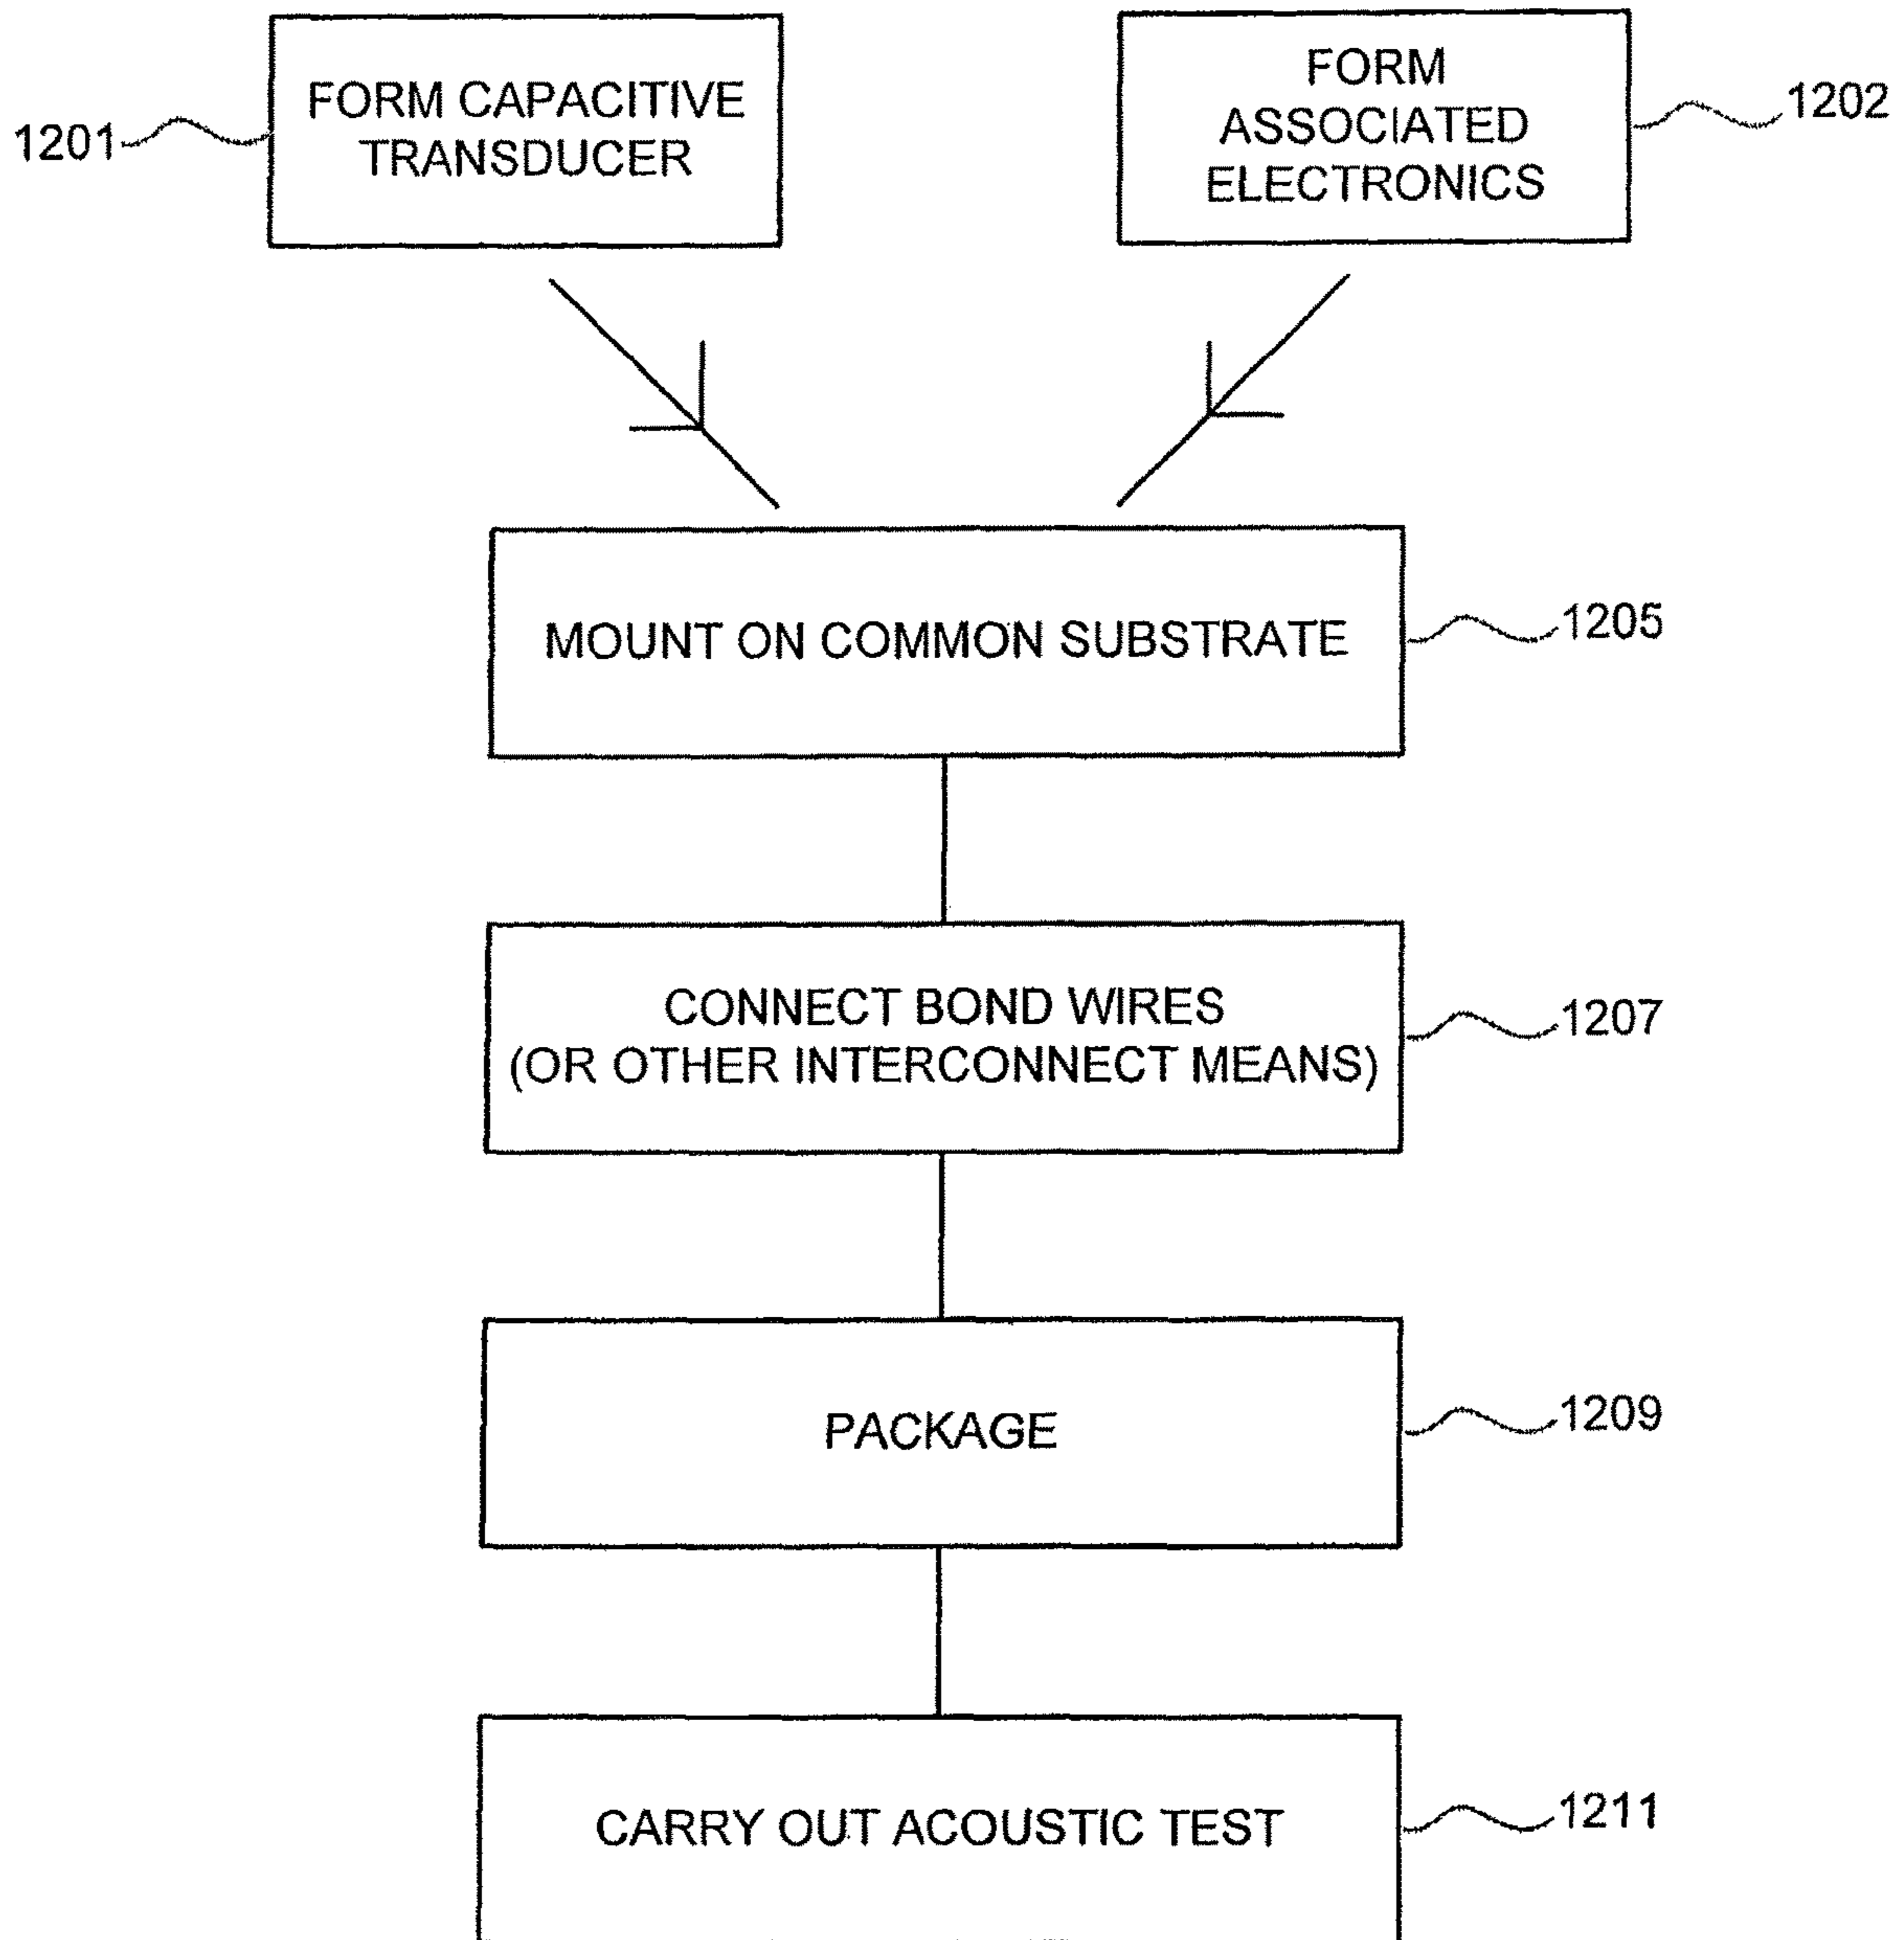 FORM CAPACITIVE
TRANSDUCER
1201
FORM
ASSOCIATED
ELECTRONICS
1202
MOUNT ON COMMON SUBSTRATE
1205
CONNECT BOND WIRES
(OR OTHER INTERCONNECT MEANS)
1207
PACKAGE
1209
CARRY OUT ACOUSTIC TEST
1211